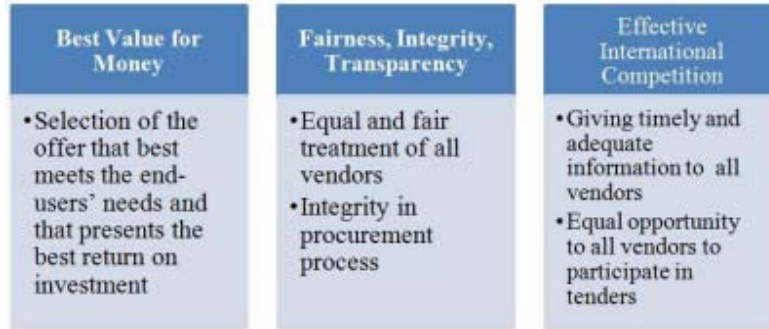 Best Value for
Money
•Selection of the
offer that best
meets the end-
users' needs and
that presents the
best return on
investment
Fairness, Integrity,
Transparency
•Equal and fair
treatment of all
vendors
•Integrity in
procurement
process
Effective
International
Competition
•Giving timely and
adequate
information to all
vendors
•Equal opportunity
to all vendors to
participate in
tenders